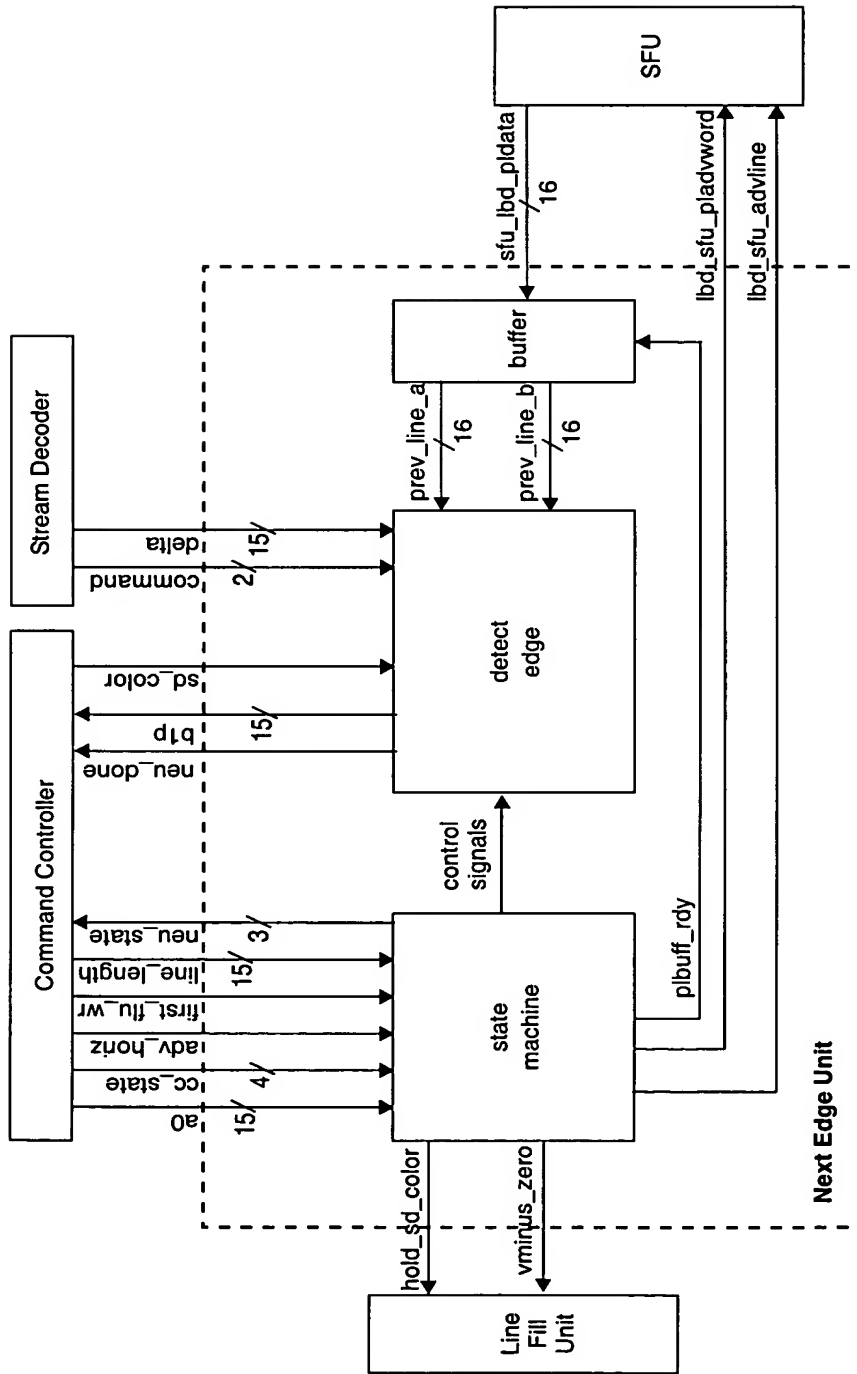 Command Controller
Stream Decoder
a0
15
cc_state
4
adv_horiz
first_flu_wr
line_length
15
neu_state
3
neu_done
b1p
15
sd_color
command
2
delta
15
hold_sd_color
vminus_zero
Line
Fill
Unit
state
machine
control
signals
detect
edge
prev_line_a
16
prev_line_b
16
buffer
sfu_lbd_pldata
16
SFU
plbuff_rdy
lbd_sfu_pladvword
lbd_sfu_advline
Next Edge Unit